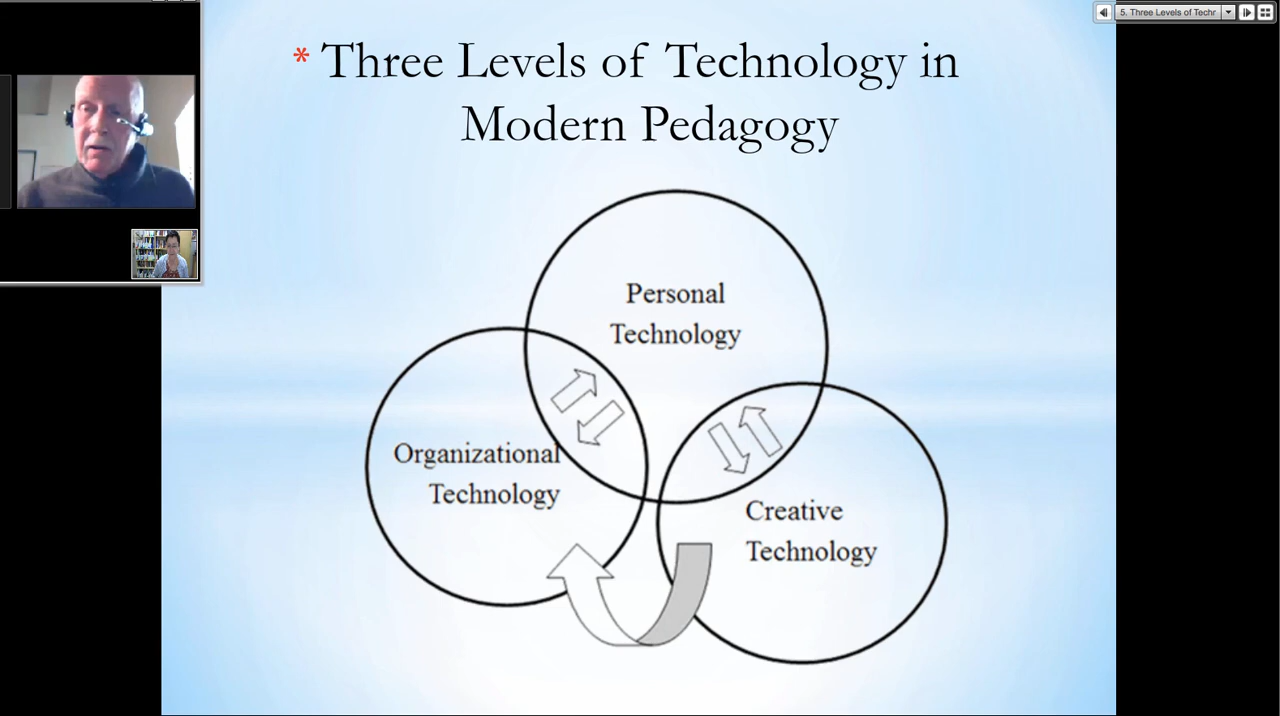 5. Three Levels of Techr
* Three Levels of Technology in
Modern Pedagogy
Personal
Technology
Organizational
Technology
Creative
Technology